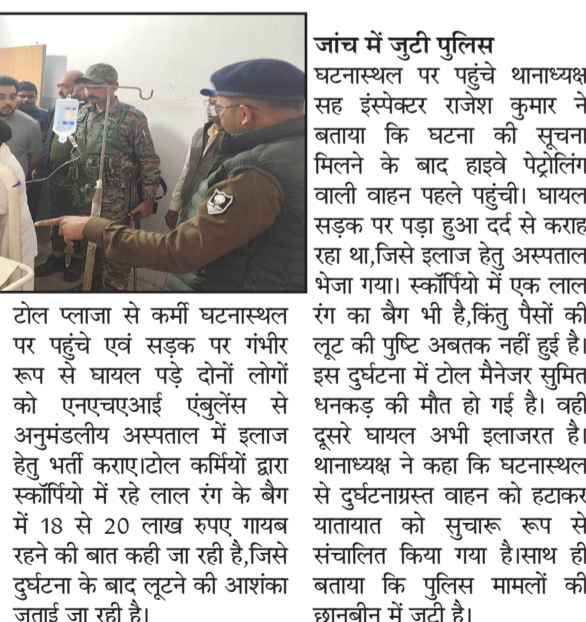 टोल प्लाजा से कर्मी घटनास्थल
पर पहुंचे एवं सड़क पर गंभीर
रूप से घायल पड़े दोनों लोगों
को एनएचएआई एंबुलेंस से
अनुमंडलीय अस्पताल में इलाज
हेतु भर्ती कराए।टोल कर्मियों द्वारा
स्कॉर्पियो में रहे लाल रंग के बैग
में 18 से 20 लाख रुपए गायब
रहने की बात कही जा रही है,जिसे
दुर्घटना के बाद लूटने की आशंका
जताई जा रही है।
जांच में जुटी पुलिस
घटनास्थल पर पहुंचे थानाध्यक्ष
सह इंस्पेक्टर राजेश कुमार ने
बताया कि घटना की सूचना
मिलने के बाद हाइवे पेट्रोलिंग
वाली वाहन पहले पहुंची। घायल
सड़क पर पड़ा हुआ दर्द से कराह
रहा था,जिसे इलाज हेतु अस्पताल
भेजा गया। स्कॉर्पियो में एक लाल
रंग का बैग भी है,किंतु पैसों की
लूट की पुष्टि अबतक नहीं हुई है।
इस दुर्घटना में टोल मैनेजर सुमित
धनकड़ की मौत हो गई है। वही
दूसरे घायल अभी इलाजरत है।
थानाध्यक्ष ने कहा कि घटनास्थल
से दुर्घटनाग्रस्त वाहन को हटाकर
यातायात को सुचारू रूप से
संचालित किया गया है।साथ ही
बताया कि पुलिस मामलों की
छानबीन में जुटी है।